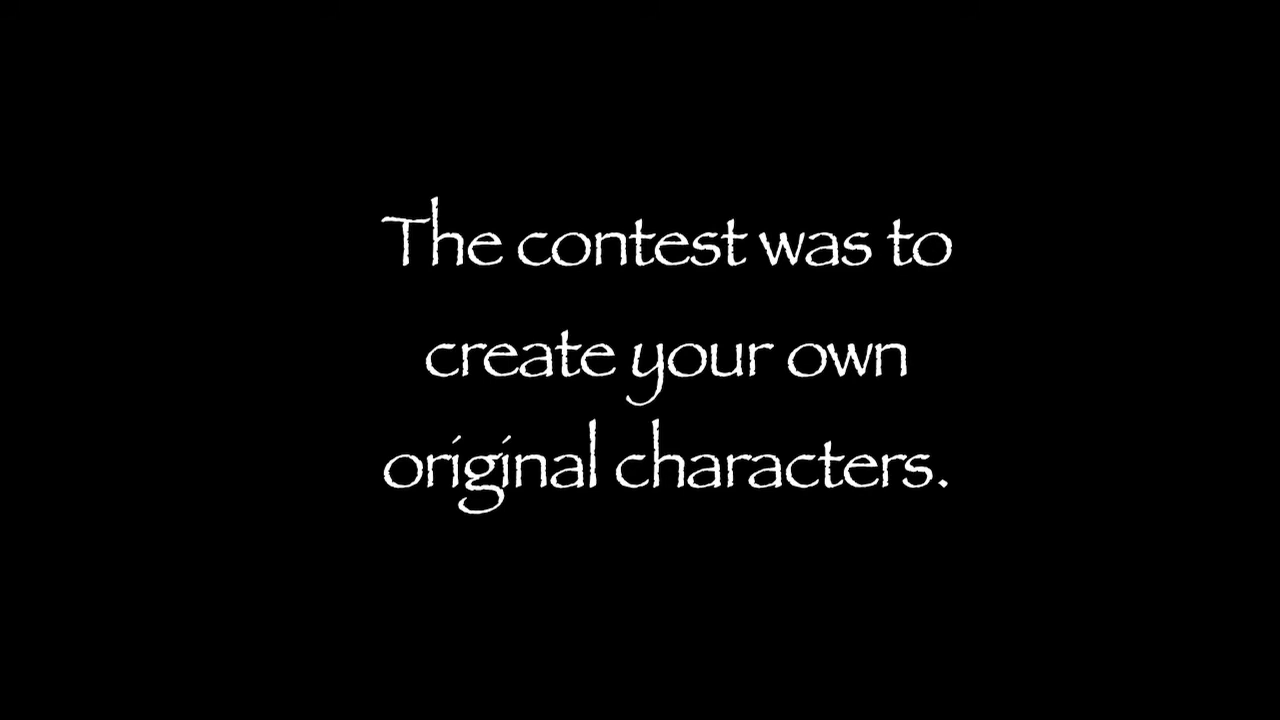 The contest was to
create your own
original characters.